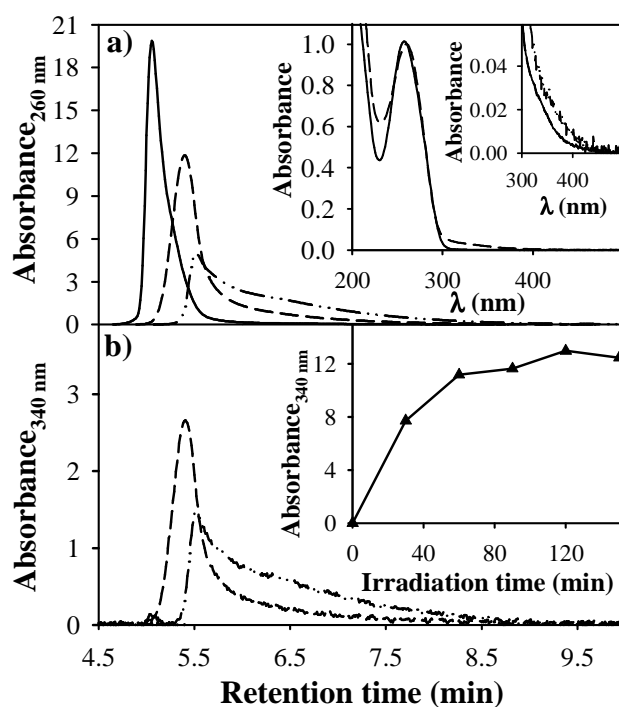 a)
Absorbance260 nm
21
18
15
12
9
6
3
0
Absorbance
1.0
0.8
0.6
0.4
0.2
0.0
200 300 400
λ (nm)
Absorbance
0.04
0.02
0.00
300 400
λ (nm)
b)
Absorbance340 nm
3
2
1
0
Absorbance340 nm
12
8
4
0
0 40 80 120
Irradiation time (min)
4.5 5.5 6.5 7.5 8.5 9.5
Retention time (min)